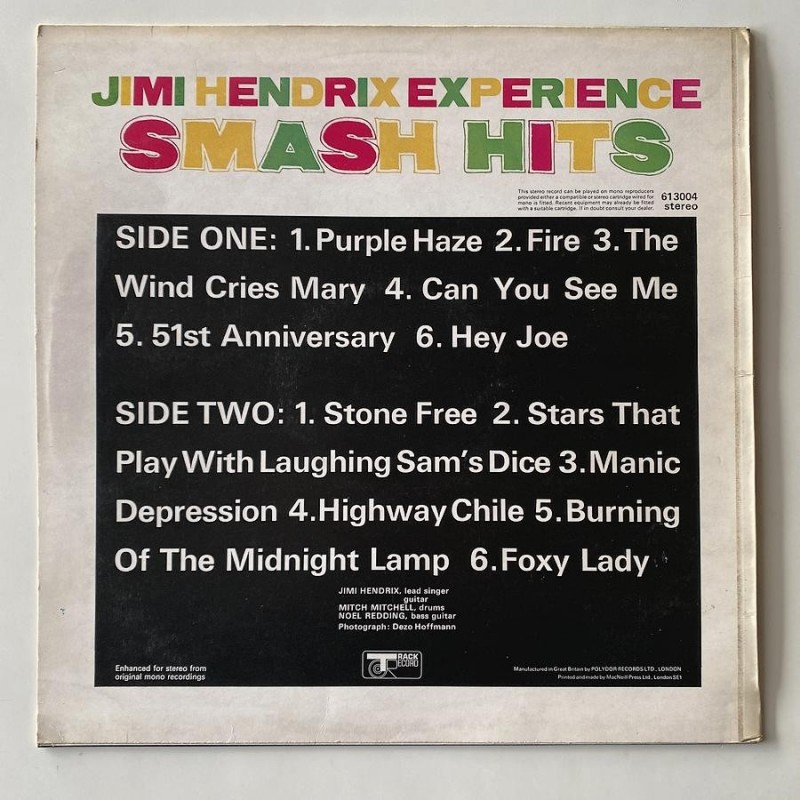 JIMI HENDRIX EXPERIENCE
SMASH HITS
This stereo record can be played on mono reproducers
provided either a compatible or stereo cartridge wired for
mono is fitted. Recent equipment may already be fitted
with a suitable cartridge. If in doubt consult your dealer.
613004
stereo
SIDE ONE: 1. Purple Haze 2. Fire 3. The
Wind Cries Mary 4. Can You See Me
5. 51st Anniversary 6. Hey Joe
SIDE TWO: 1. Stone Free 2. Stars That
Play With Laughing Sam's Dice 3. Manic
Depression 4. Highway Chile 5. Burning
Of The Midnight Lamp 6. Foxy Lady
JIMI HENDRIX, lead singer
guitar
MITCH MITCHELL, drums
NOEL REDDING, bass guitar
Photograph: Dezo Hoffmann
TRACK
RECORD
Enhanced for stereo from
original mono recordings
Manufactured in Great Britain by POLYDOR RECORDS LTD., LONDON
Printed and made by MacNeill Press Ltd., London SE1